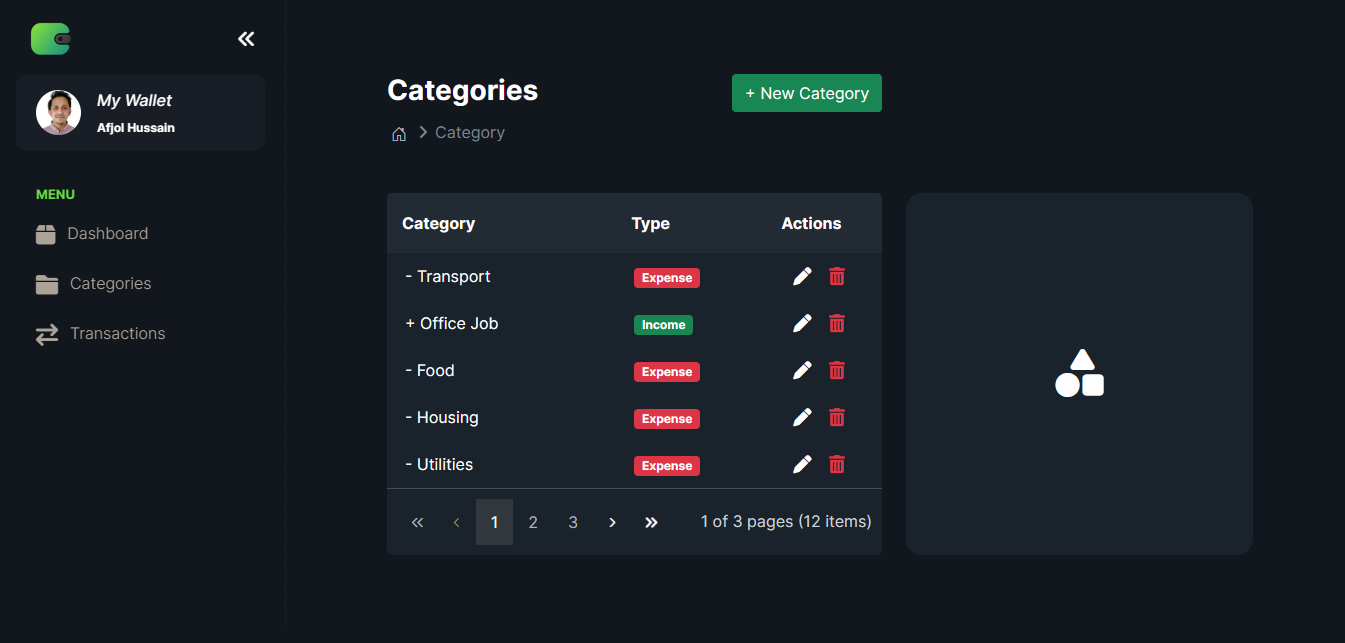 My Wallet
Afjol Hussain
MENU
Dashboard
Categories
Transactions
Categories
+ New Category
Category
Category Type Actions
- Transport Expense
+ Office Job Income
- Food Expense
- Housing Expense
- Utilities Expense
« ‹ 1 2 3 › » 1 of 3 pages (12 items)